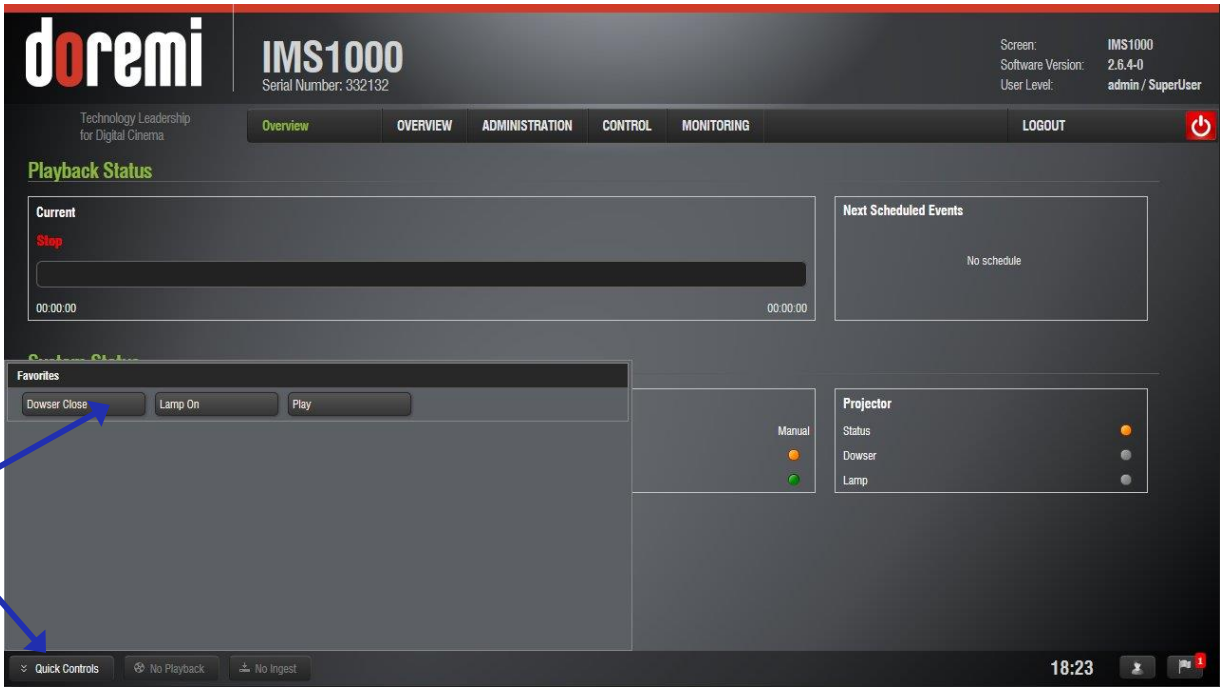 doremi
IMS1000
Serial Number: 332132
Screen: IMS1000
Software Version: 2.6.4-0
User Level: admin / SuperUser
Technology Leadership
for Digital Cinema
Overview OVERVIEW ADMINISTRATION CONTROL MONITORING LOGOUT
Playback Status
Current
Stop
00:00:00 00:00:00
Next Scheduled Events
No schedule
System Status
Favorites
Dowser Close Lamp On Play
Manual
Projector
Status
Dowser
Lamp
Quick Controls No Playback No Ingest 18:23 1